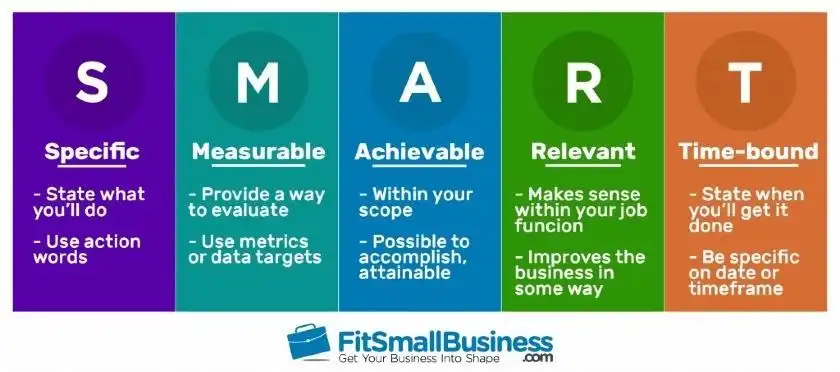 S
Specific
- State what
you'll do
- Use action
words
M
Measurable
- Provide a way
to evaluate
- Use metrics
or data targets
A
Achievable
- Within your
scope
- Possible to
accomplish,
attainable
R
Relevant
- Makes sense
within your job
funcion
- Improves the
business in
some way
T
Time-bound
- State when
you'll get it
done
- Be specific
on date or
timeframe
FitSmallBusiness
.com
Get Your Business Into Shape